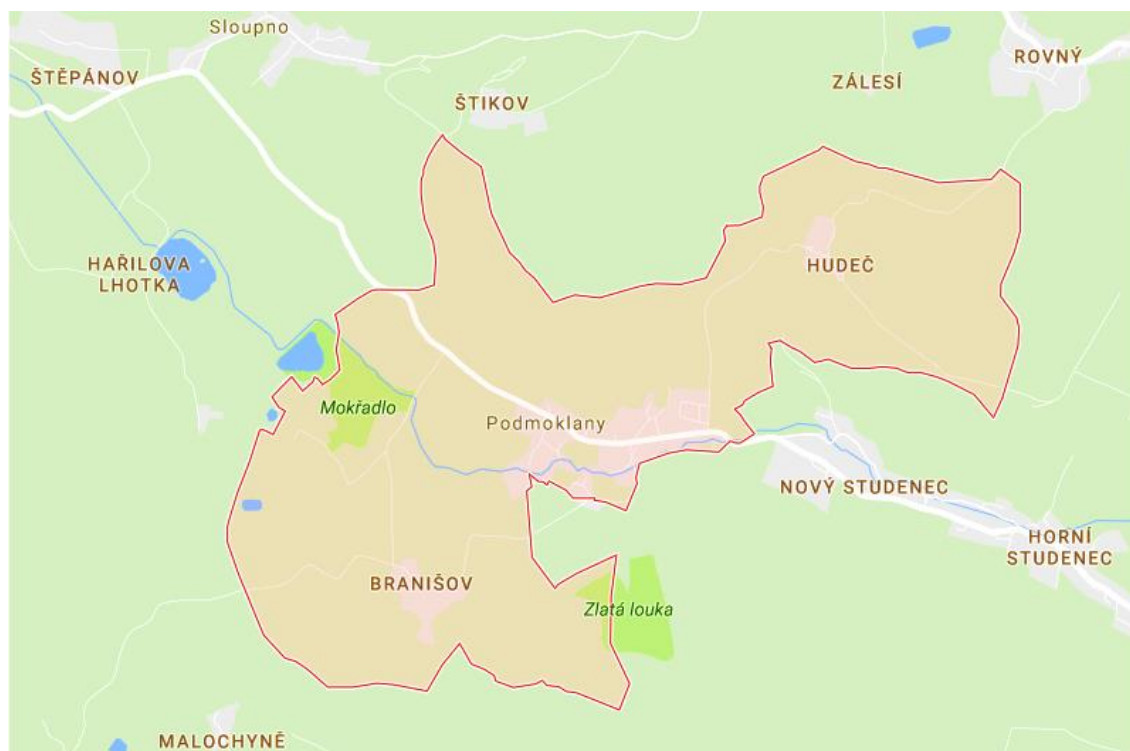 Sloupno
ŠTĚPÁNOV
ŠTIKOV
ZÁLESÍ
ROVNÝ
HAŘILOVA
LHOTKA
HUDEČ
Mokřadlo
Podmoklany
NOVÝ STUDENEC
HORNÍ
STUDENEC
BRANIŠOV
Zlatá louka
MALOCHYNĚ